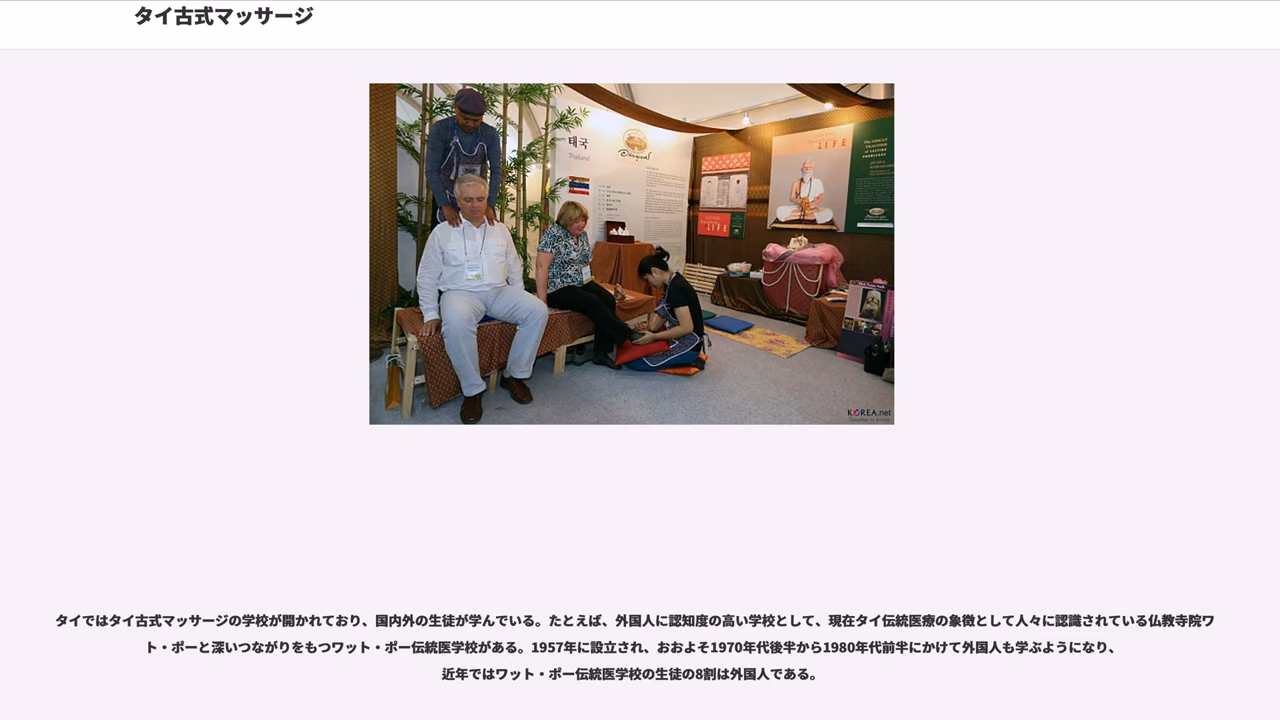 タイ古式マッサージ
태국
Thailand
LIFE
The GREAT
LIFE
KOREA.net
タイではタイ古式マッサージの学校が開かれており、国内外の生徒が学んでいる。たとえば、外国人に認知度の高い学校として、現在タイ伝統医療の象徴として人々に認識されている仏教寺院ワ
ット・ポーと深いつながりをもつワット・ポー伝統医学校がある。1957年に設立され、おおよそ1970年代後半から1980年代前半にかけて外国人も学ぶようになり、
近年ではワット・ポー伝統医学校の生徒の8割は外国人である。